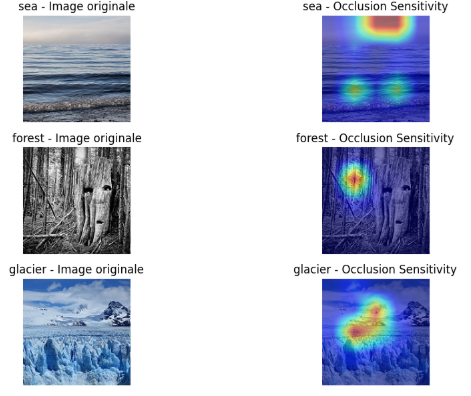 sea - Image originale
sea - Occlusion Sensitivity
forest - Image originale
forest - Occlusion Sensitivity
glacier - Image originale
glacier - Occlusion Sensitivity